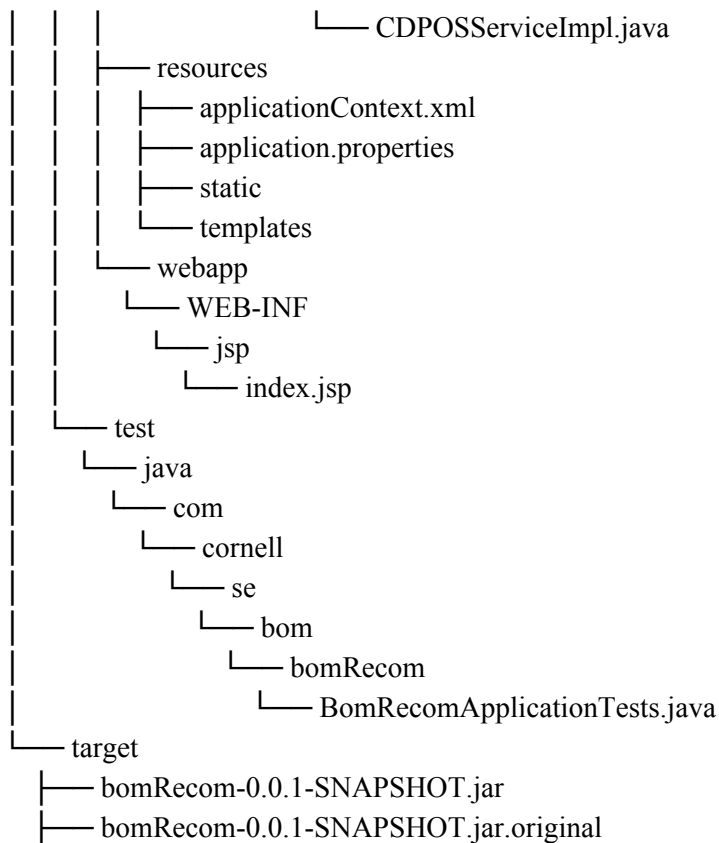 CDPOSServiceImpl.java
resources
applicationContext.xml
application.properties
static
templates
webapp
WEB-INF
jsp
index.jsp
test
java
com
cornell
se
bom
bomRecom
BomRecomApplicationTests.java
target
bomRecom-0.0.1-SNAPSHOT.jar
bomRecom-0.0.1-SNAPSHOT.jar.original